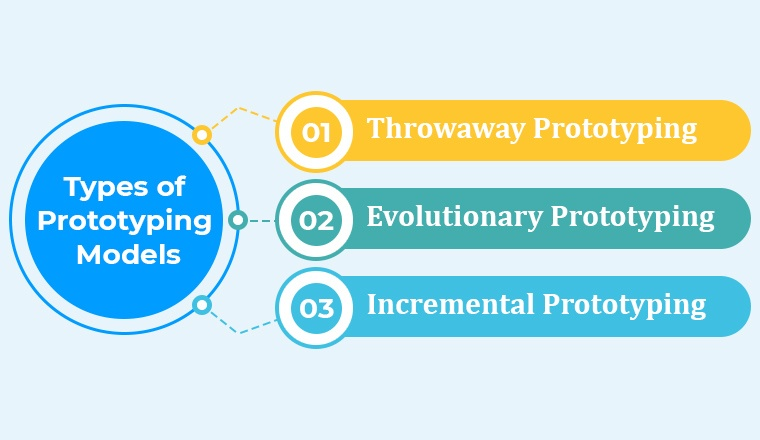 Types of
Prototyping
Models
01
Throwaway Prototyping
02
Evolutionary Prototyping
03
Incremental Prototyping